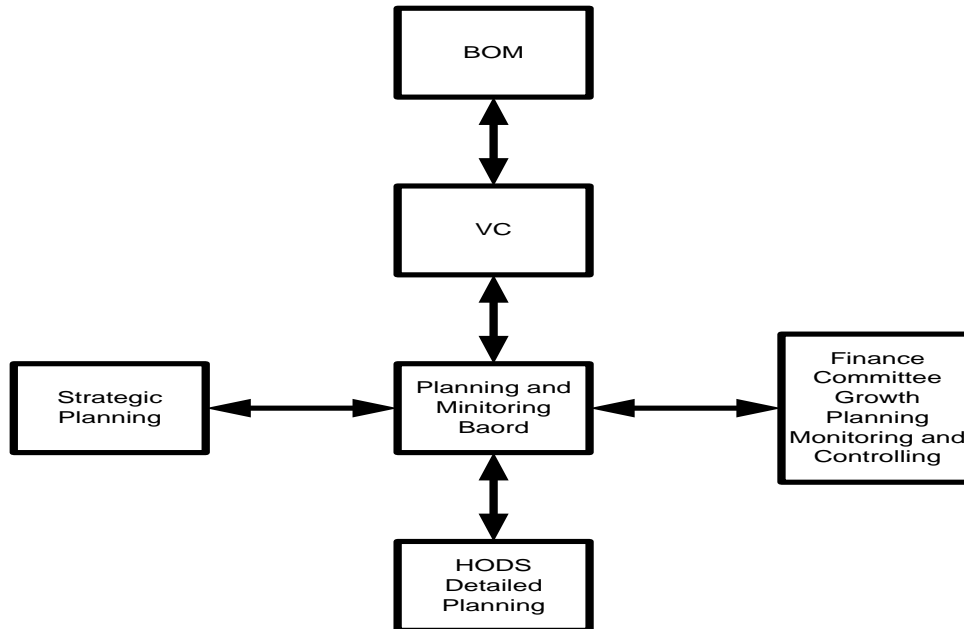 BOM
VC
Strategic
Planning
Planning and
Minitoring
Baord
Finance
Committee
Growth
Planning
Monitoring and
Controlling
HODS
Detailed
Planning